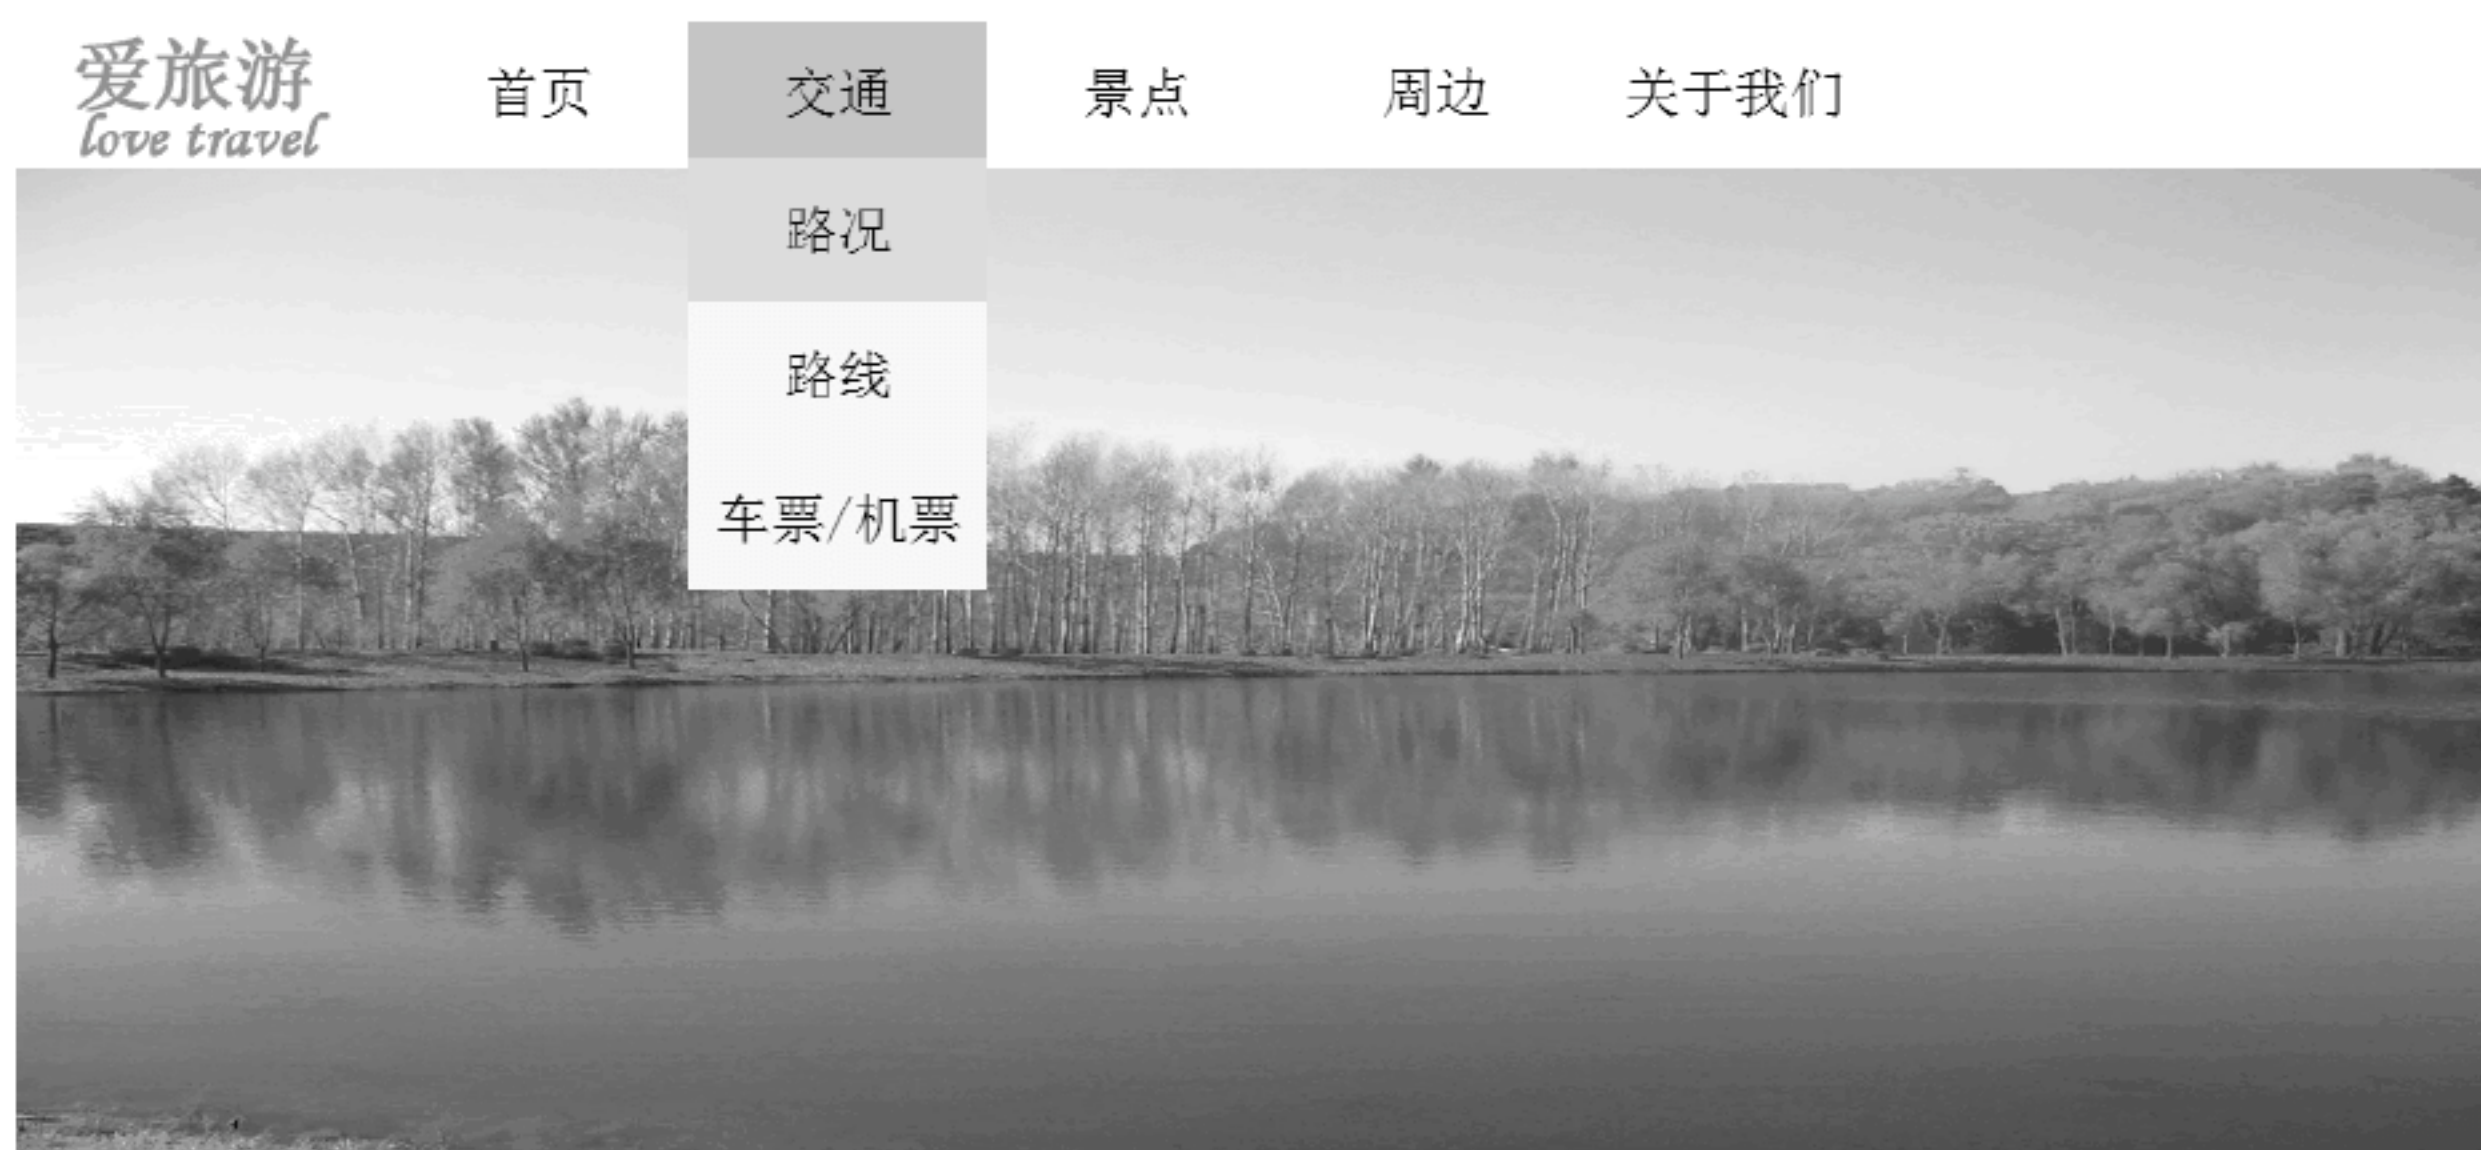 爱旅游
love travel
首页 交通 景点 周边 关于我们
路况
路线
车票/机票